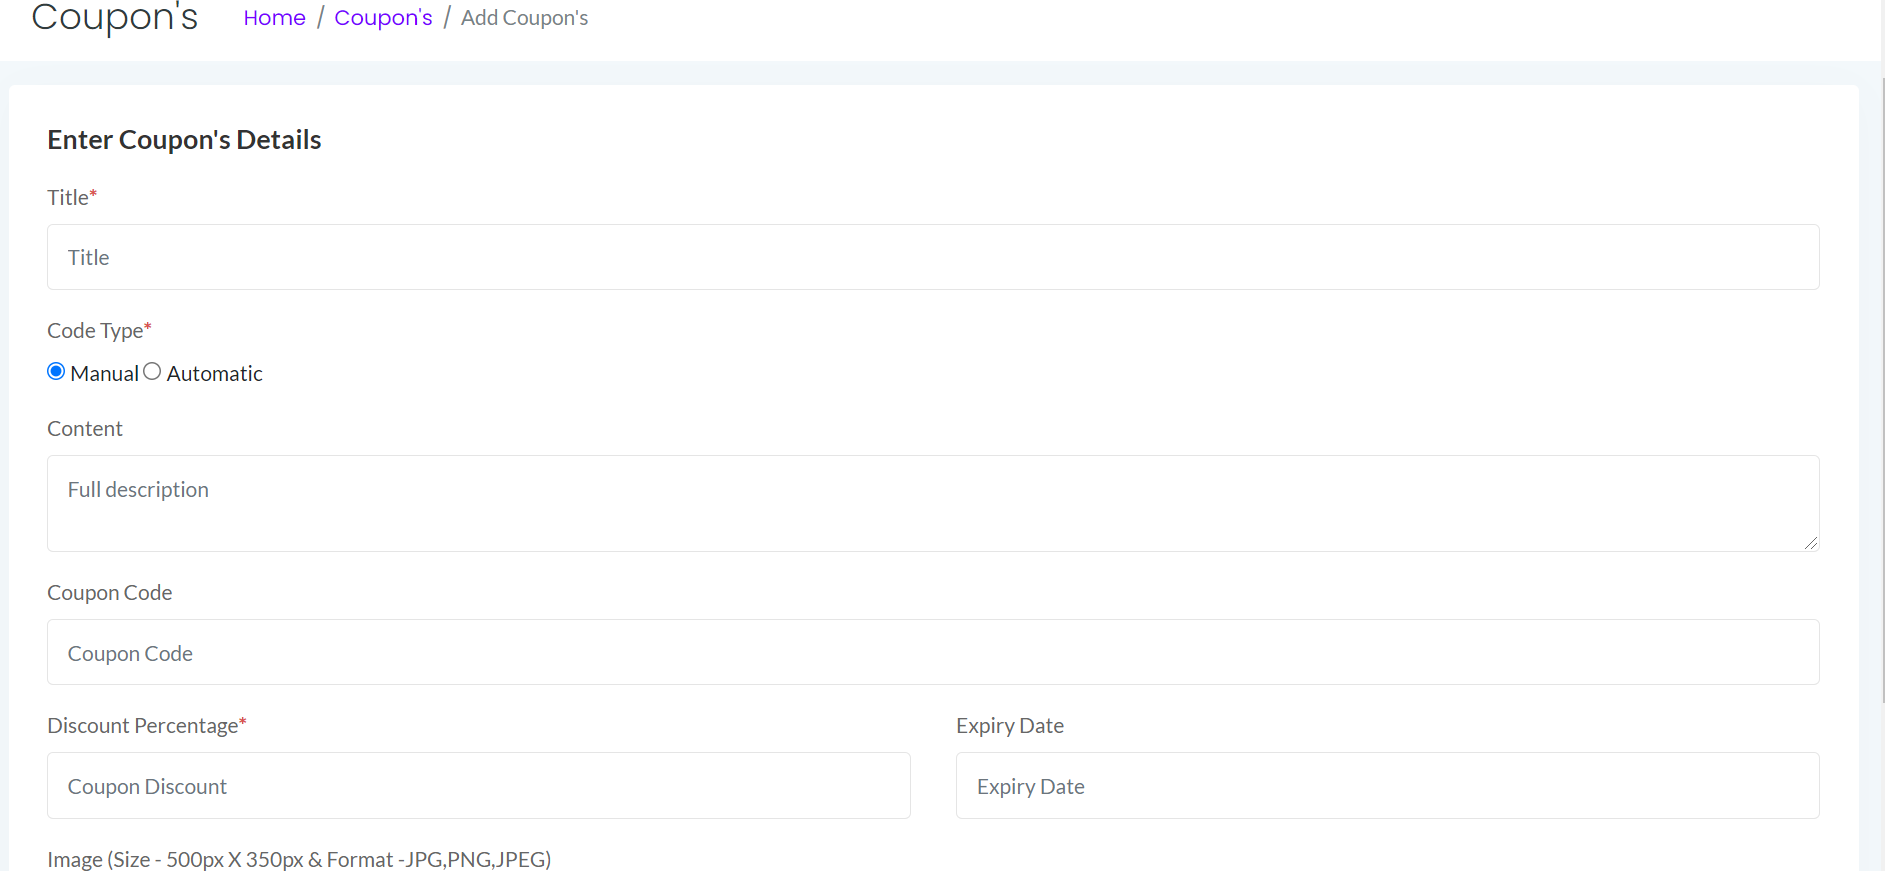 Coupon's Home / Coupon's / Add Coupon's
Enter Coupon's Details
Title*
Title
Code Type*
Manual Automatic
Content
Full description
Coupon Code
Coupon Code
Discount Percentage* Expiry Date
Coupon Discount Expiry Date
Image (Size - 500px X 350px & Format -JPG,PNG,JPEG)